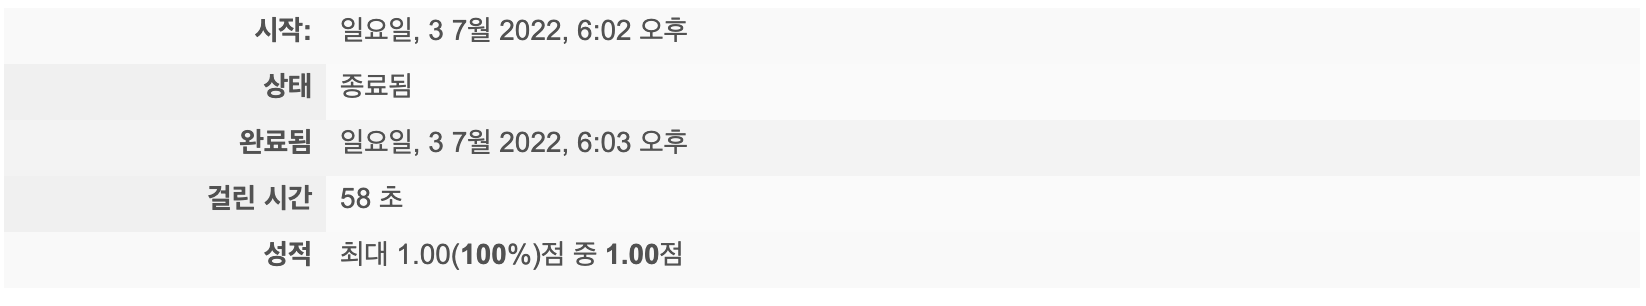 시작: 일요일, 3 7월 2022, 6:02 오후
상태 종료됨
완료됨 일요일, 3 7월 2022, 6:03 오후
걸린 시간 58 초
성적 최대 1.00(100%)점 중 1.00점